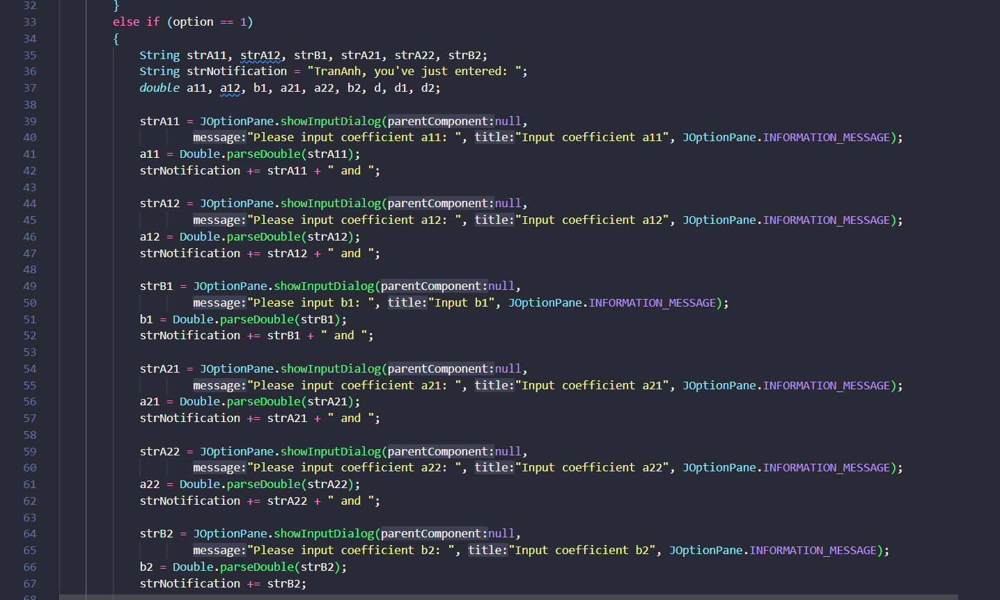 32 }
33 else if (option == 1)
34 {
35 String strA11, strA12, strB1, strA21, strA22, strB2;
36 String strNotification = "TranAnh, you've just entered: ";
37 double a11, a12, b1, a21, a22, b2, d, d1, d2;
38
39 strA11 = JOptionPane.showInputDialog(parentComponent:null,
40 message:"Please input coefficient a11: ", title:"Input coefficient a11", JOptionPane.INFORMATION_MESSAGE);
41 a11 = Double.parseDouble(strA11);
42 strNotification += strA11 + " and ";
43
44 strA12 = JOptionPane.showInputDialog(parentComponent:null,
45 message:"Please input coefficient a12: ", title:"Input coefficient a12", JOptionPane.INFORMATION_MESSAGE);
46 a12 = Double.parseDouble(strA12);
47 strNotification += strA12 + " and ";
48
49 strB1 = JOptionPane.showInputDialog(parentComponent:null,
50 message:"Please input b1: ", title:"Input b1", JOptionPane.INFORMATION_MESSAGE);
51 b1 = Double.parseDouble(strB1);
52 strNotification += strB1 + " and ";
53
54 strA21 = JOptionPane.showInputDialog(parentComponent:null,
55 message:"Please input coefficient a21: ", title:"Input coefficient a21", JOptionPane.INFORMATION_MESSAGE);
56 a21 = Double.parseDouble(strA21);
57 strNotification += strA21 + " and ";
58
59 strA22 = JOptionPane.showInputDialog(parentComponent:null,
60 message:"Please input coefficient a22: ", title:"Input coefficient a22", JOptionPane.INFORMATION_MESSAGE);
61 a22 = Double.parseDouble(strA22);
62 strNotification += strA22 + " and ";
63
64 strB2 = JOptionPane.showInputDialog(parentComponent:null,
65 message:"Please input coefficient b2: ", title:"Input coefficient b2", JOptionPane.INFORMATION_MESSAGE);
66 b2 = Double.parseDouble(strB2);
67 strNotification += strB2;
68